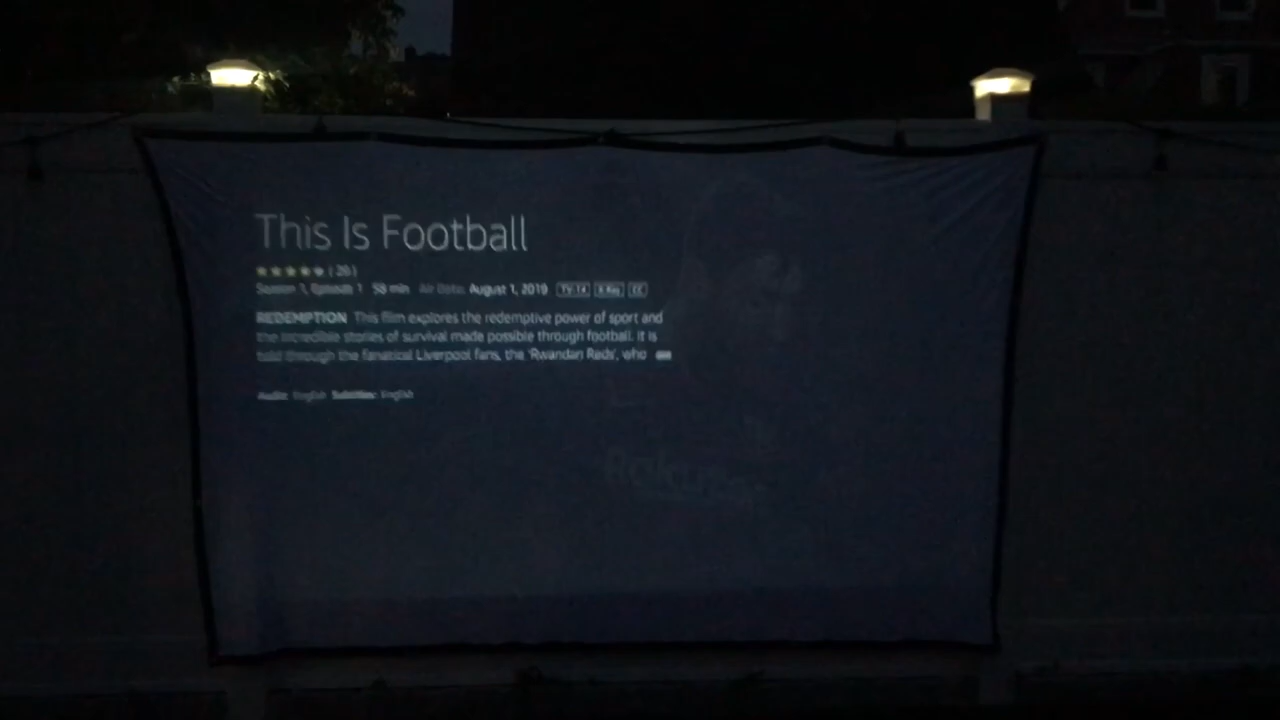 This Is Football
(20)
Season 1, Episode 1 58 min Air Date: August 1, 2019 TV-14 X-Ray CC
REDEMPTION This film explores the redemptive power of sport and
the incredible stories of survival made possible through football. It is
told through the fanatical Liverpool fans, the 'Rwandan Reds', who
Audio: English Subtitles: English